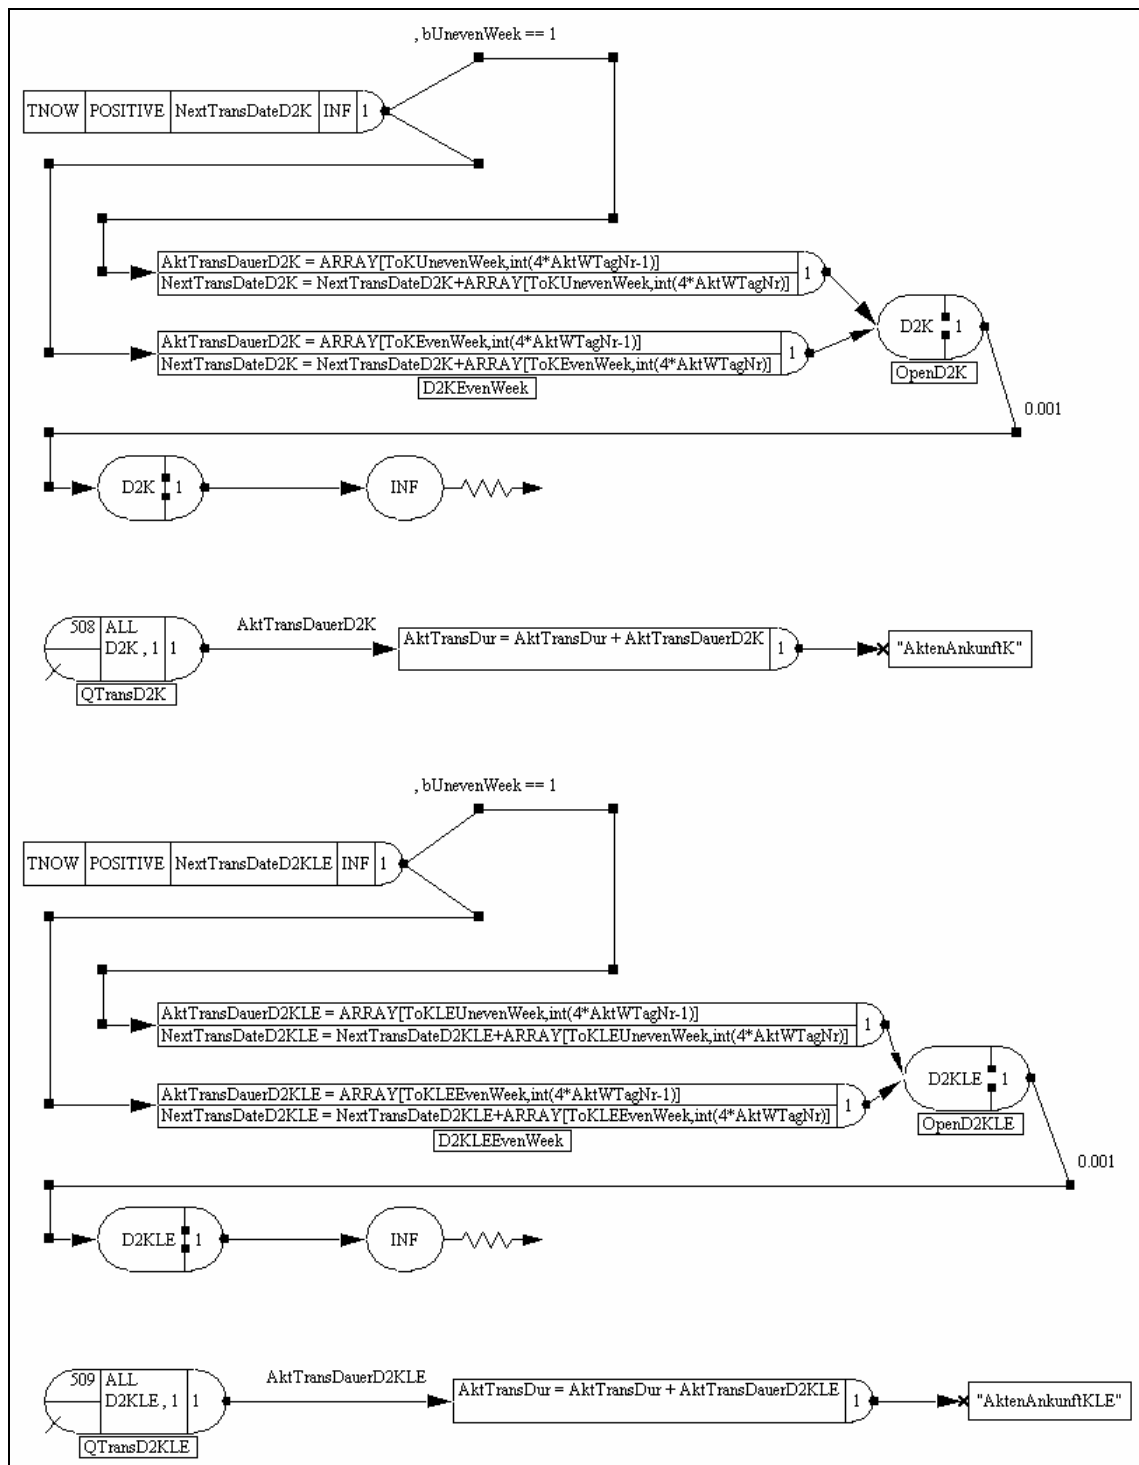 , bUnevenWeek == 1
TNOW POSITIVE NextTransDateD2K INF 1
AktTransDauerD2K = ARRAY[ToKUnevenWeek,int(4*AktWTagNr-1)]
NextTransDateD2K = NextTransDateD2K+ARRAY[ToKUnevenWeek,int(4*AktWTagNr)]
1
D2K 1
OpenD2K
AktTransDauerD2K = ARRAY[ToKEvenWeek,int(4*AktWTagNr-1)]
NextTransDateD2K = NextTransDateD2K+ARRAY[ToKEvenWeek,int(4*AktWTagNr)]
1
D2KEvenWeek
0.001
D2K 1
INF
508 ALL
D2K , 1 1
QTransD2K
AktTransDauerD2K
AktTransDur = AktTransDur + AktTransDauerD2K
1
"AktenAnkunftK"
, bUnevenWeek == 1
TNOW POSITIVE NextTransDateD2KLE INF 1
AktTransDauerD2KLE = ARRAY[ToKLEUnevenWeek,int(4*AktWTagNr-1)]
NextTransDateD2KLE = NextTransDateD2KLE+ARRAY[ToKLEUnevenWeek,int(4*AktWTagNr)]
1
D2KLE 1
OpenD2KLE
AktTransDauerD2KLE = ARRAY[ToKLEEvenWeek,int(4*AktWTagNr-1)]
NextTransDateD2KLE = NextTransDateD2KLE+ARRAY[ToKLEEvenWeek,int(4*AktWTagNr)]
1
D2KLEEvenWeek
0.001
D2KLE 1
INF
509 ALL
D2KLE , 1 1
QTransD2KLE
AktTransDauerD2KLE
AktTransDur = AktTransDur + AktTransDauerD2KLE
1
"AktenAnkunftKLE"